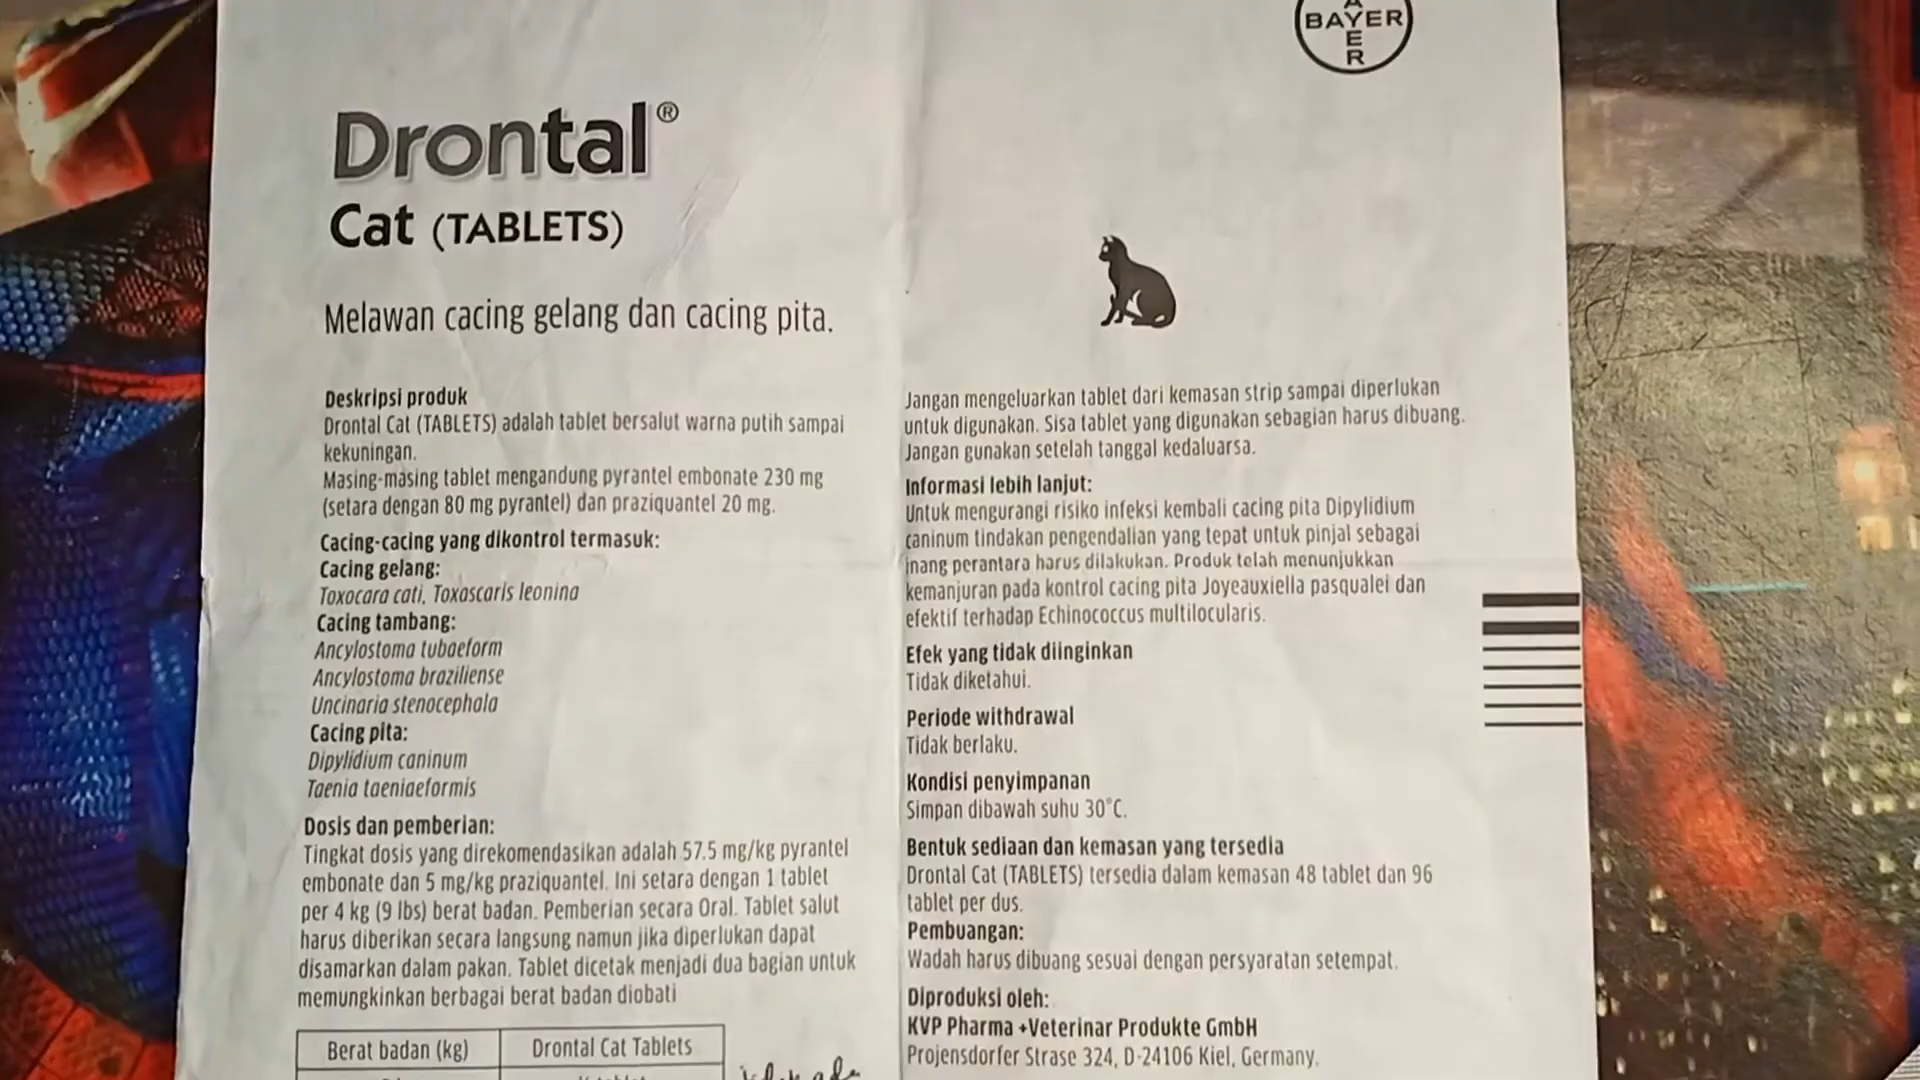 BAYER
E
R
Drontal®
Cat (TABLETS)
Melawan cacing gelang dan cacing pita.
Deskripsi produk
Drontal Cat (TABLETS) adalah tablet bersalut warna putih sampai
kekuningan.
Masing-masing tablet mengandung pyrantel embonate 230 mg
(setara dengan 80 mg pyrantel) dan praziquantel 20 mg.
Cacing-cacing yang dikontrol termasuk:
Cacing gelang:
Toxocara cati, Toxascaris leonina
Cacing tambang:
Ancylostoma tubaeform
Ancylostoma braziliense
Uncinaria stenocephala
Cacing pita:
Dipylidium caninum
Taenia taeniaeformis
Dosis dan pemberian:
Tingkat dosis yang direkomendasikan adalah 57.5 mg/kg pyrantel
embonate dan 5 mg/kg praziquantel. Ini setara dengan 1 tablet
per 4 kg (9 lbs) berat badan. Pemberian secara Oral. Tablet salut
harus diberikan secara langsung namun jika diperlukan dapat
disamarkan dalam pakan. Tablet dicetak menjadi dua bagian untuk
memungkinkan berbagai berat badan diobati
Berat badan (kg)
Drontal Cat Tablets
Jangan mengeluarkan tablet dari kemasan strip sampai diperlukan
untuk digunakan. Sisa tablet yang digunakan sebagian harus dibuang.
Jangan gunakan setelah tanggal kedaluarsa.
Informasi lebih lanjut:
Untuk mengurangi risiko infeksi kembali cacing pita Dipylidium
caninum tindakan pengendalian yang tepat untuk pinjal sebagai
inang perantara harus dilakukan. Produk telah menunjukkan
kemanjuran pada kontrol cacing pita Joyeauxiella pasqualei dan
efektif terhadap Echinococcus multilocularis.
Efek yang tidak diinginkan
Tidak diketahui.
Periode withdrawal
Tidak berlaku.
Kondisi penyimpanan
Simpan dibawah suhu 30°C.
Bentuk sediaan dan kemasan yang tersedia
Drontal Cat (TABLETS) tersedia dalam kemasan 48 tablet dan 96
tablet per dus.
Pembuangan:
Wadah harus dibuang sesuai dengan persyaratan setempat.
Diproduksi oleh:
KVP Pharma +Veterinar Produkte GmbH
Projensdorfer Strase 324, D-24106 Kiel, Germany.